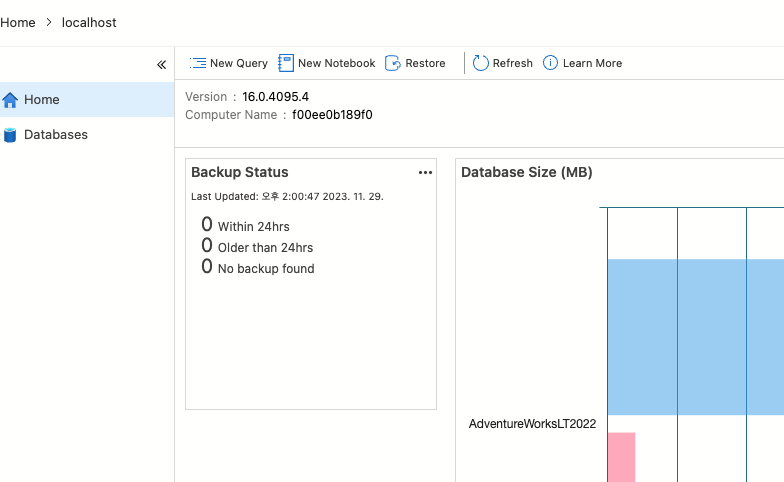 Home > localhost
«
New Query New Notebook Restore Refresh Learn More
Home
Databases
Version : 16.0.4095.4
Computer Name : f00ee0b189f0
Backup Status ...
Last Updated: 오후 2:00:47 2023. 11. 29.
0 Within 24hrs
0 Older than 24hrs
0 No backup found
Database Size (MB)
AdventureWorksLT2022